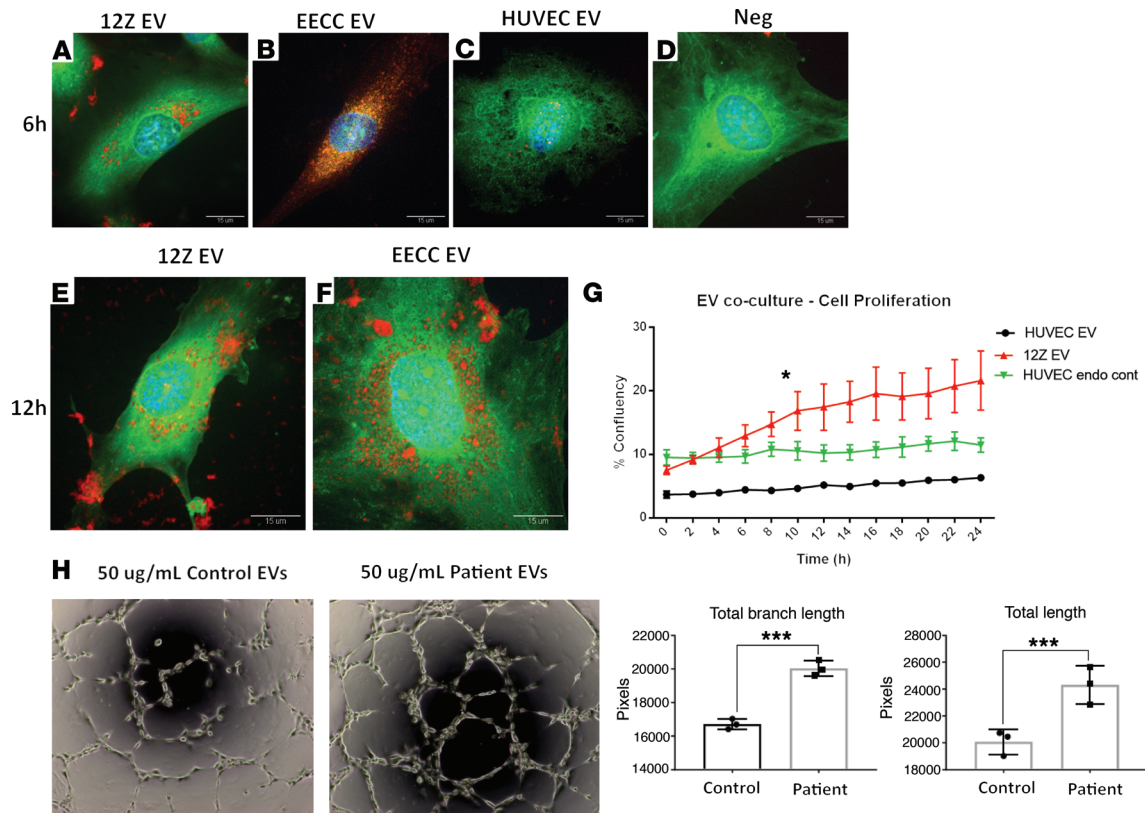 12Z EV
EECC EV
HUVEC EV
Neg
A
B
C
D
6h
15 um
15 um
15 um
15 um
12Z EV
EECC EV
E
F
12h
15 um
15 um
G
EV co-culture - Cell Proliferation
% Confluency
30
20
10
0
*
HUVEC EV
12Z EV
HUVEC endo cont
0 2 4 6 8 10 12 14 16 18 20 22 24
Time (h)
H
50 ug/mL Control EVs
50 ug/mL Patient EVs
Total branch length
***
Pixels
22000
20000
18000
16000
14000
Control Patient
Total length
***
Pixels
28000
26000
24000
22000
20000
18000
Control Patient